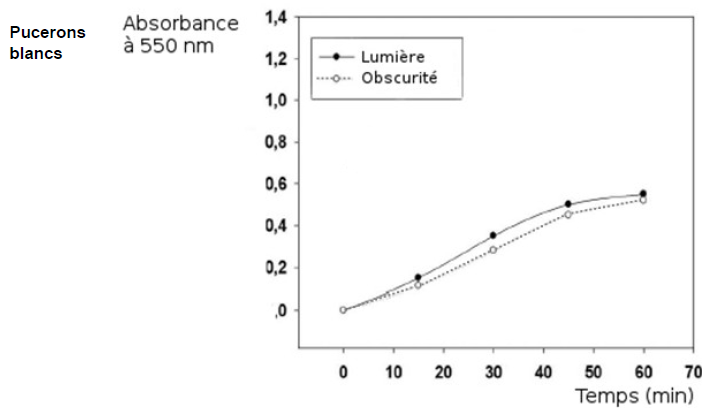 Pucerons
blancs
Absorbance
à 550 nm
1,4
1,2
1,0
0,8
0,6
0,4
0,2
,0
Lumière
Obscurité
0 10 20 30 40 50 60 70
Temps (min)